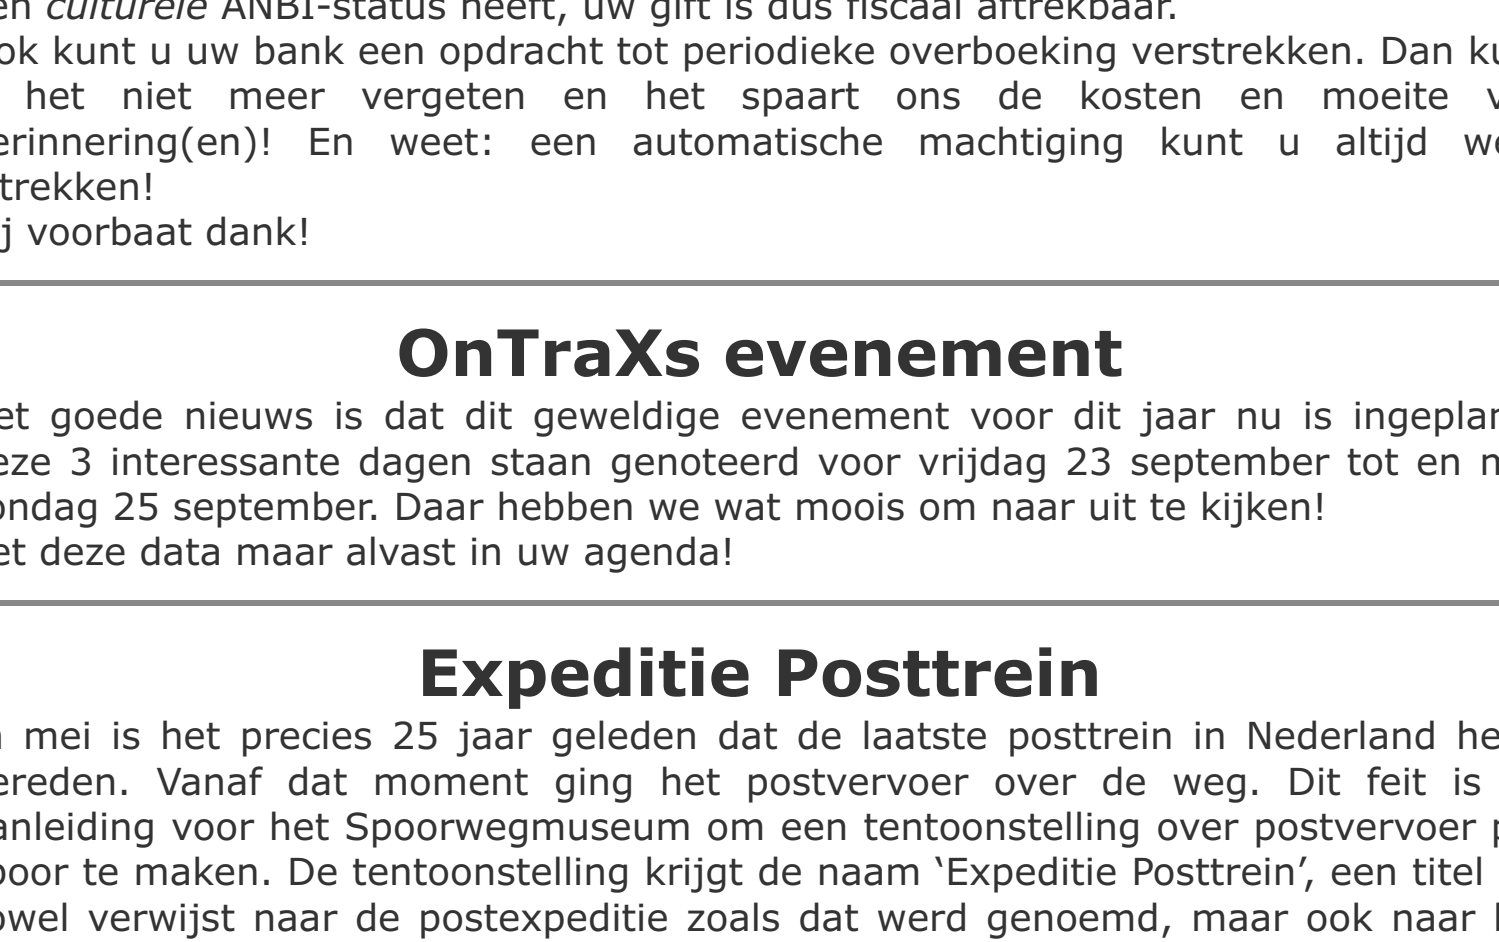 en culturele ANBI-status heeft, uw gift is dus fiscaal aftrekbaar.
ok kunt u uw bank een opdracht tot periodieke overboeking verstrekken. Dan ku
het niet meer vergeten en het spaart ons de kosten en moeite v
erinnering(en)! En weet: een automatische machtiging kunt u altijd we
trekken!
ij voorbaat dank!
OnTraXs evenement
et goede nieuws is dat dit geweldige evenement voor dit jaar nu is ingeplan
eze 3 interessante dagen staan genoteerd voor vrijdag 23 september tot en m
ondag 25 september. Daar hebben we wat moois om naar uit te kijken!
et deze data maar alvast in uw agenda!
Expeditie Posttrein
n mei is het precies 25 jaar geleden dat de laatste posttrein in Nederland he
ereden. Vanaf dat moment ging het postvervoer over de weg. Dit feit is
anleiding voor het Spoorwegmuseum om een tentoonstelling over postvervoer p
poor te maken. De tentoonstelling krijgt de naam ‘Expeditie Posttrein’, een titel
owel verwijst naar de postexpeditie zoals dat werd genoemd, maar ook naar h